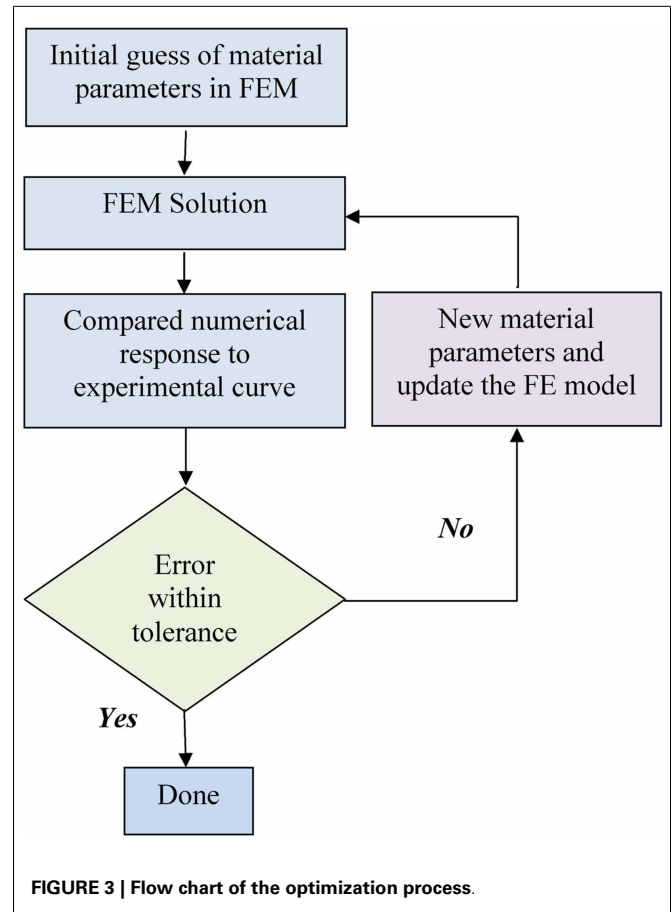 Initial guess of material
parameters in FEM
FEM Solution
Compared numerical
response to
experimental curve
New material
parameters and
update the FE model
Error
within
tolerance
No
Yes
Done
FIGURE 3 | Flow chart of the optimization process.